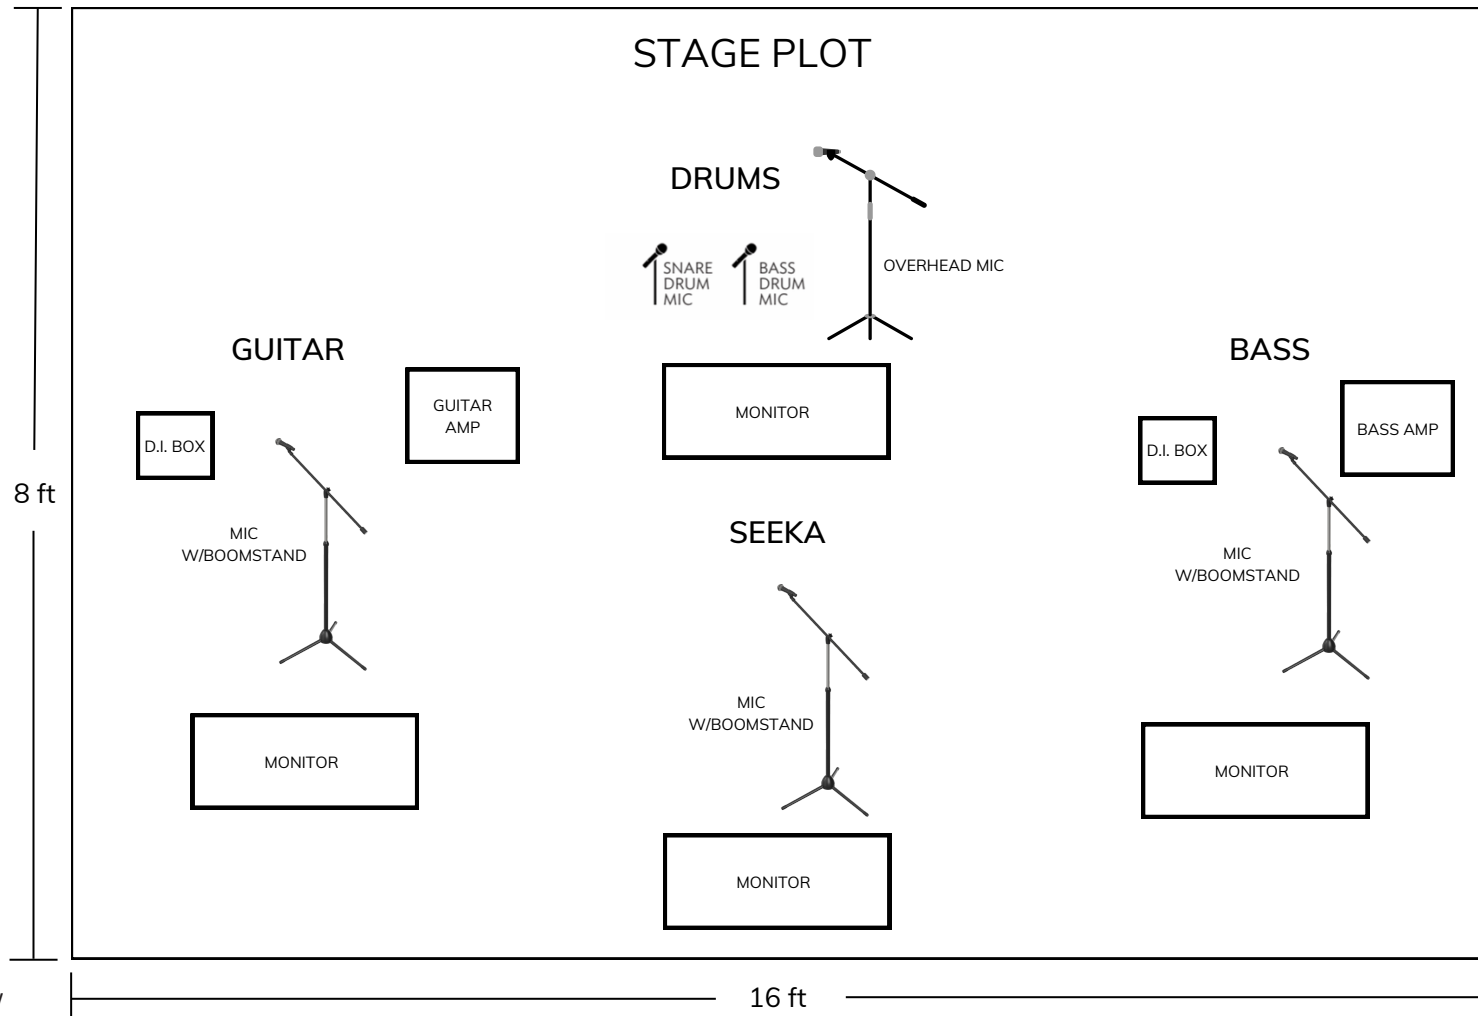 STAGE PLOT
DRUMS
SNARE
DRUM
MIC
BASS
DRUM
MIC
OVERHEAD MIC
GUITAR
BASS
GUITAR
AMP
MONITOR
BASS AMP
D.I. BOX
D.I. BOX
8 ft
MIC
W/BOOMSTAND
SEEKA
MIC
W/BOOMSTAND
MIC
W/BOOMSTAND
MONITOR
MONITOR
MONITOR
16 ft